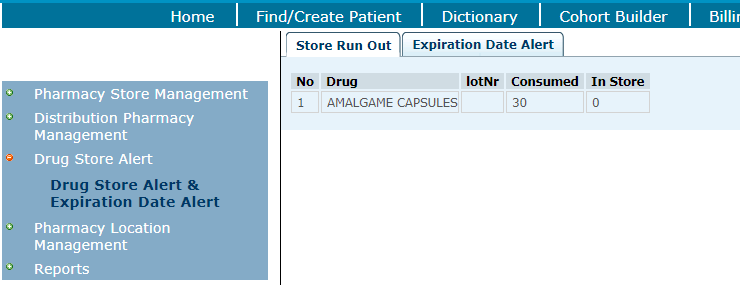 Home Find/Create Patient Dictionary Cohort Builder Billi
Store Run Out Expiration Date Alert
No Drug lotNr Consumed In Store
1 AMALGAME CAPSULES 30 0
Pharmacy Store Management
Distribution Pharmacy
Management
Drug Store Alert
Drug Store Alert &
Expiration Date Alert
Pharmacy Location
Management
Reports